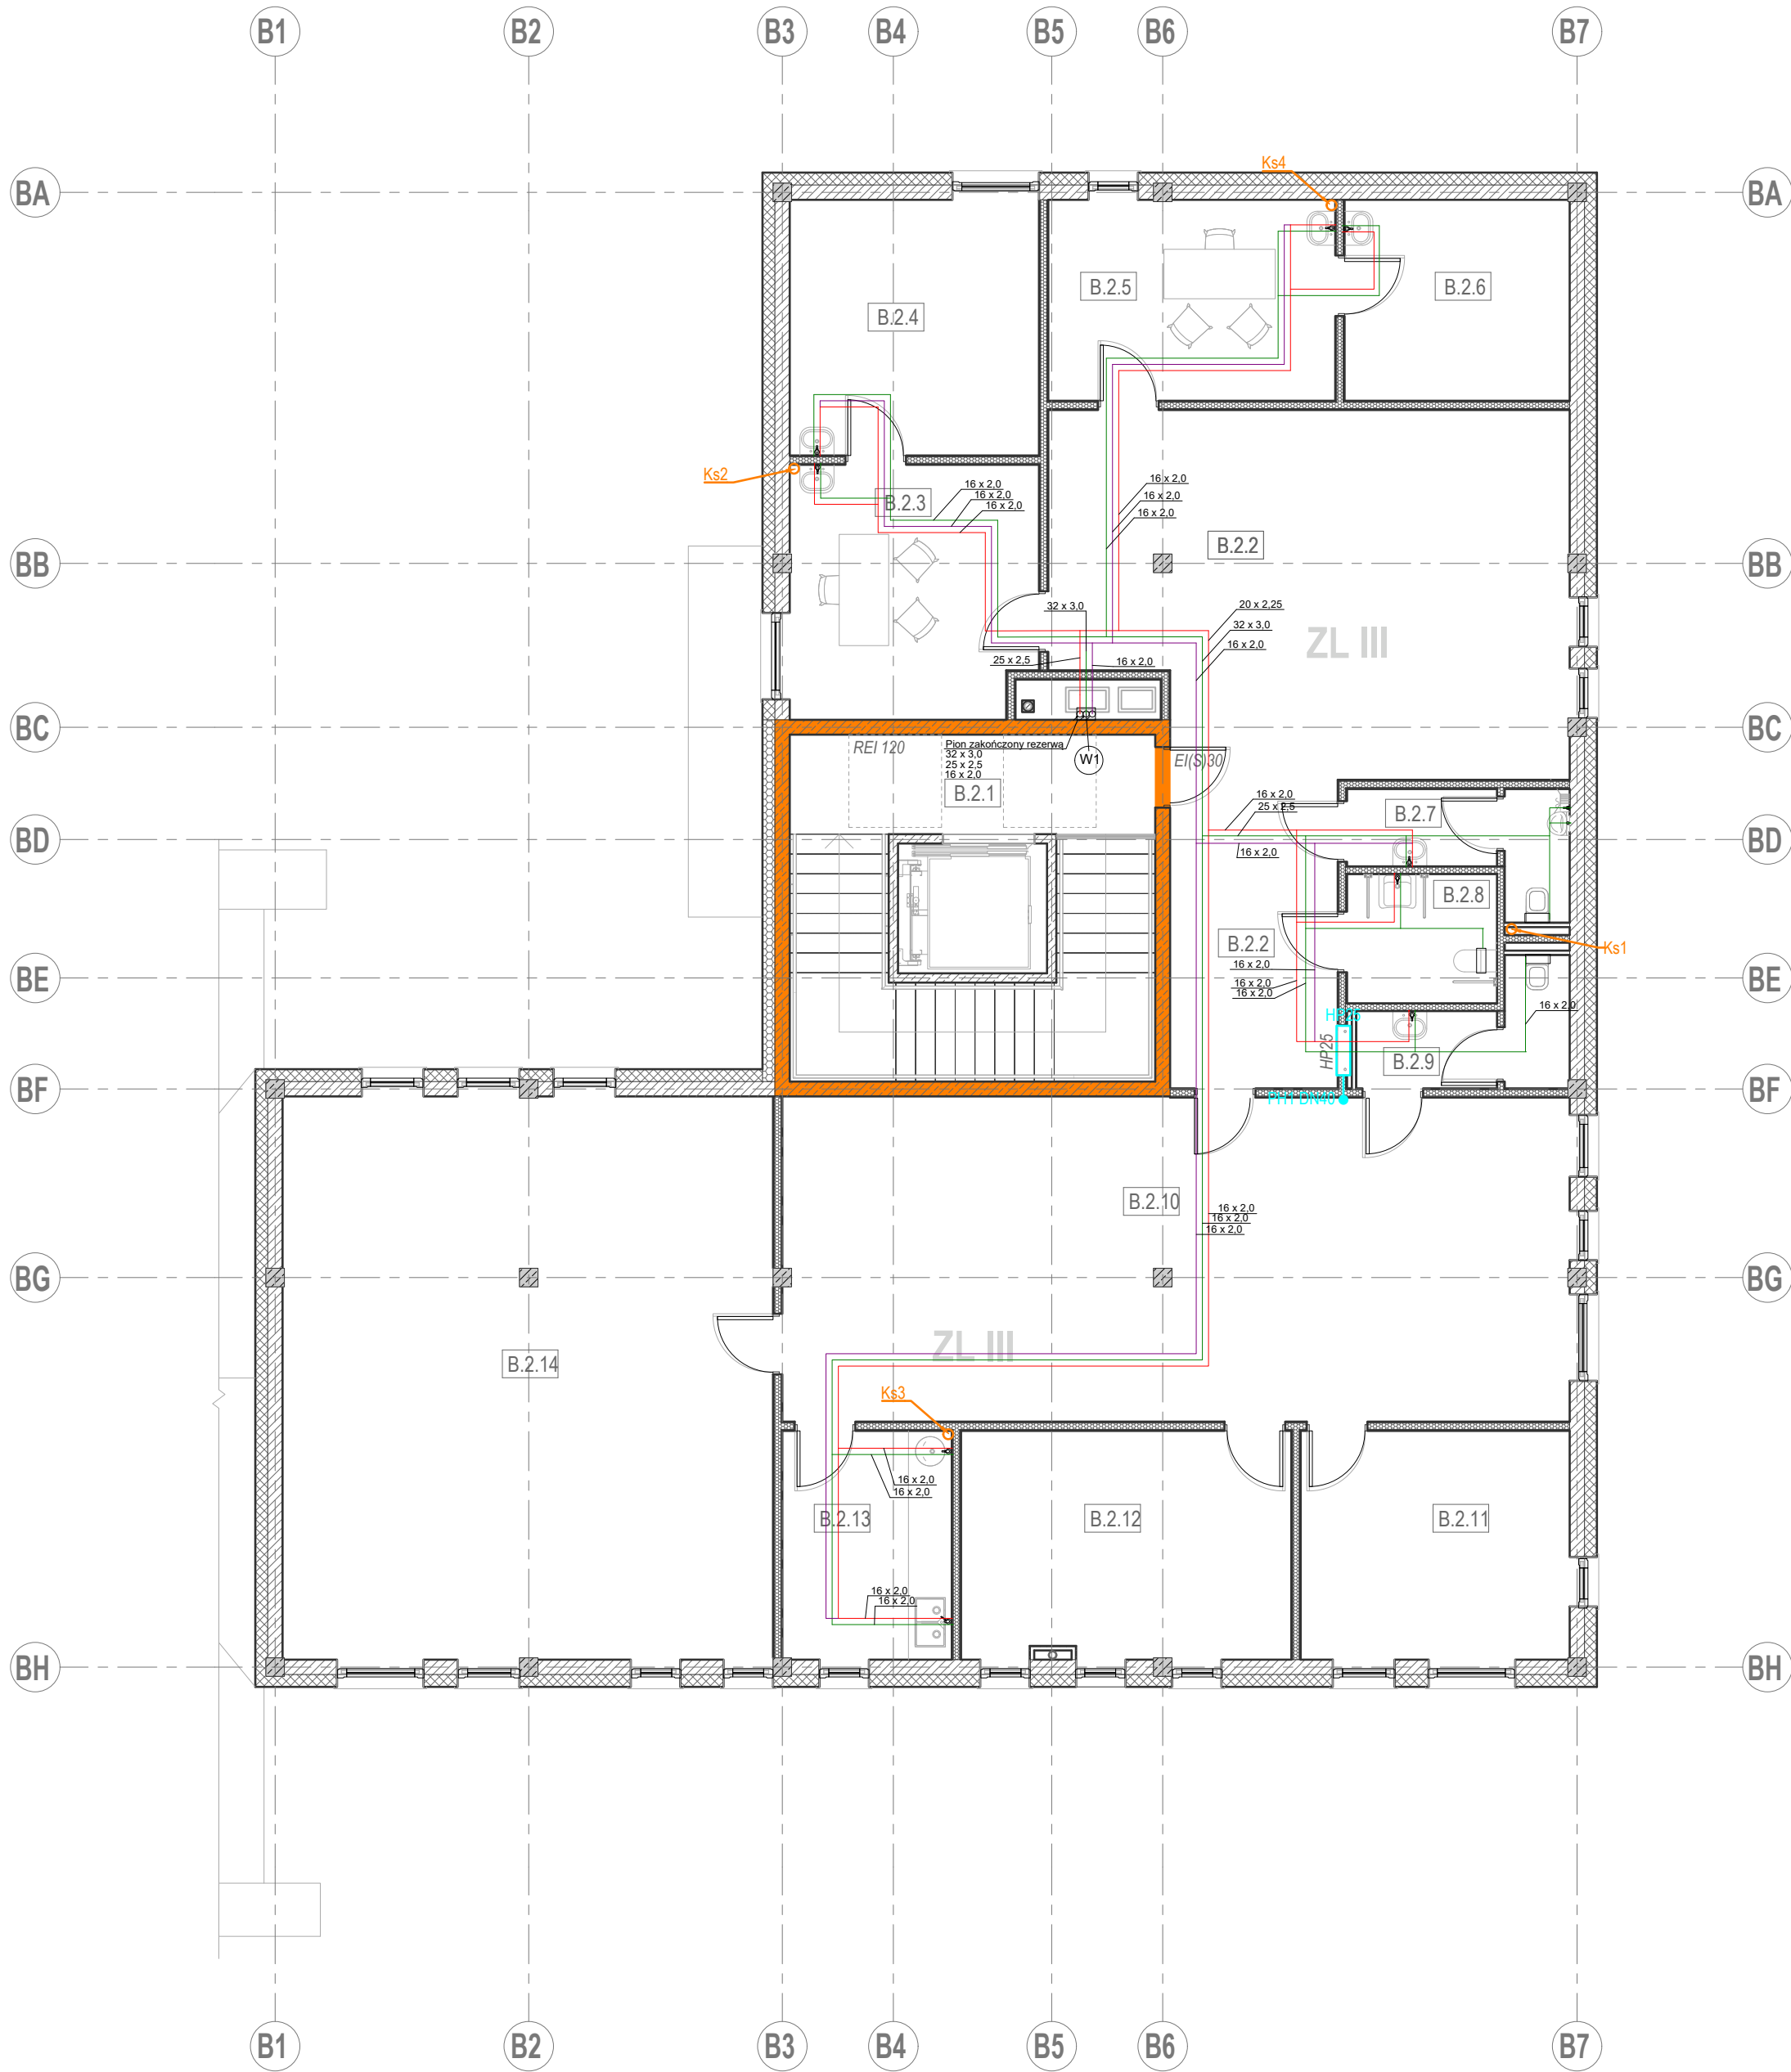 B1 B2 B3 B4 B5 B6 B7
Ks4
BA BA
B.2.5 B.2.6
B.2.4
Ks2
16 x 2,0
16 x 2,0
16 x 2,0
B.2.3
16 x 2,0
16 x 2,0
16 x 2,0
B.2.2
BB BB
32 x 3,0
20 x 2,25
32 x 3,0
16 x 2,0
ZL III
25 x 2,5
16 x 2,0
BC BC
REI 120
Pion zakończony rezerwą
32 x 3,0
25 x 2,5
16 x 2,0
W1
EI(S)30
B.2.1
16 x 2,0
25 x 2,5
16 x 2,0
B.2.7
BD BD
B.2.8
B.2.2
Ks1
16 x 2,0
16 x 2,0
16 x 2,0
BE BE
16 x 2,0
HP25
HP25
B.2.9
BF BF
PH1 DN40
B.2.10
16 x 2,0
16 x 2,0
16 x 2,0
BG BG
ZL III
B.2.14
Ks3
16 x 2,0
16 x 2,0
B.2.13
B.2.12
B.2.11
16 x 2,0
16 x 2,0
BH BH
B1 B2 B3 B4 B5 B6 B7